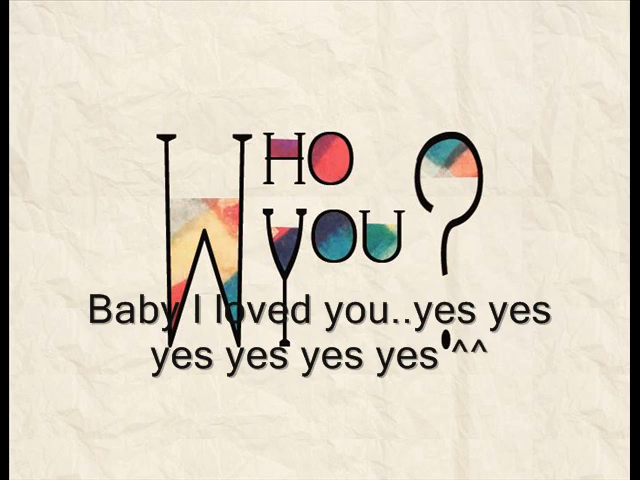 WHO
YOU?
Baby I loved you..yes yes
yes yes yes yes ^^